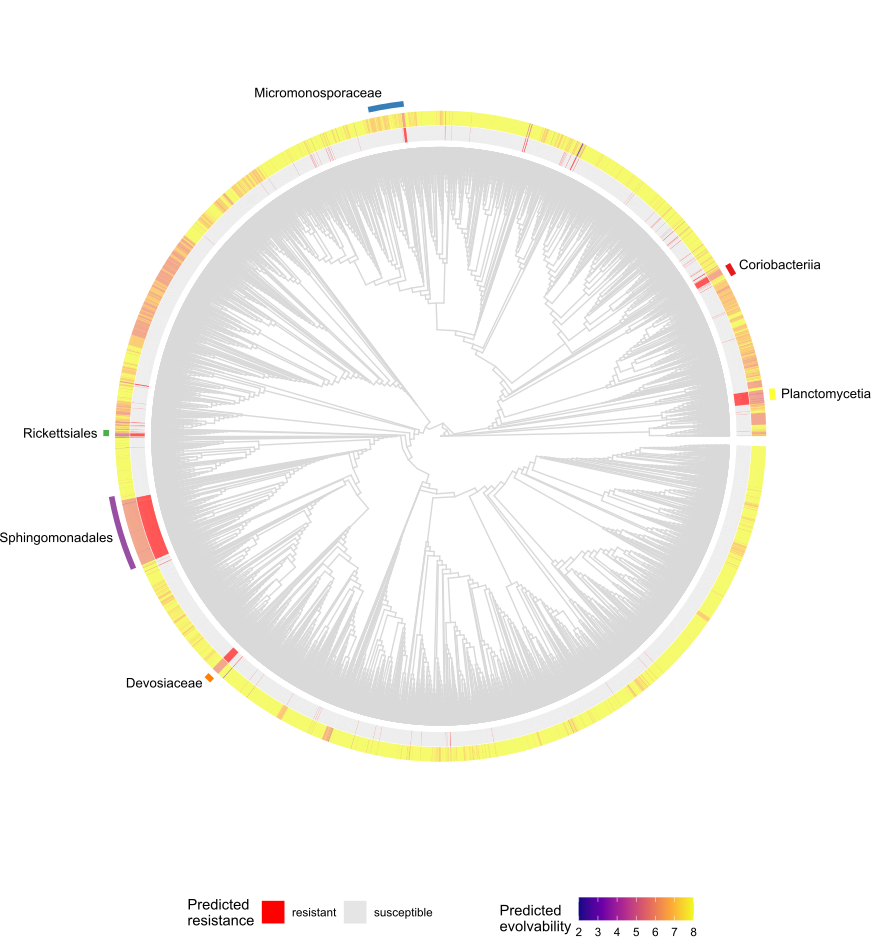 Micromonosporaceae
Coriobacteriia
Planctomycetia
Rickettsiales
Sphingomonadales
Devosiaceae
Predicted
resistance
resistant
susceptible
Predicted
evolvability
2 3 4 5 6 7 8